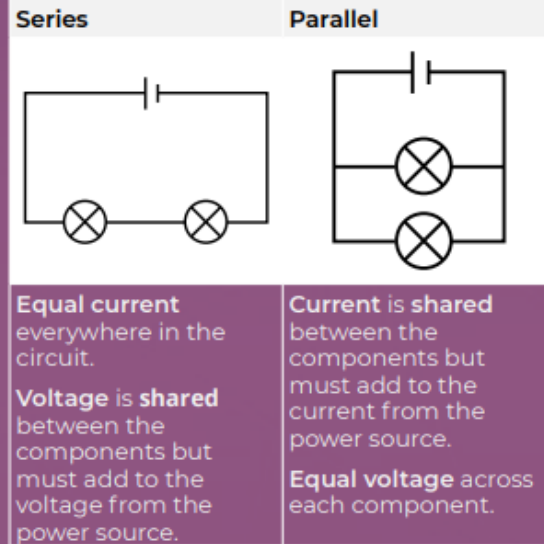 Series
Parallel
Equal current
everywhere in the
circuit.
Voltage is shared
between the
components but
must add to the
voltage from the
power source.
Current is shared
between the
components but
must add to the
current from the
power source.
Equal voltage across
each component.